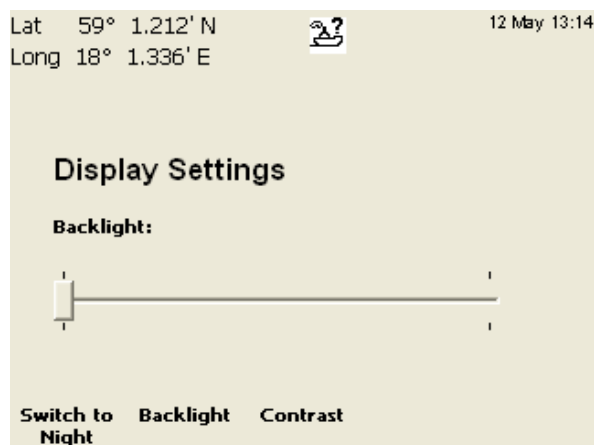 Lat 59° 1.212' N
12 May 13:14
Long 18° 1.336' E
?
Display Settings
Backlight:
Switch to Night
Backlight
Contrast